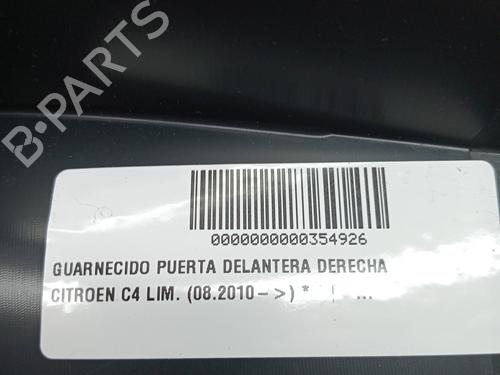 B-PARTS
0000000000354926
GUARNECIDO PUERTA DELANTERA DERECHA
CITROEN C4 LIM. (08.2010->) * | ...